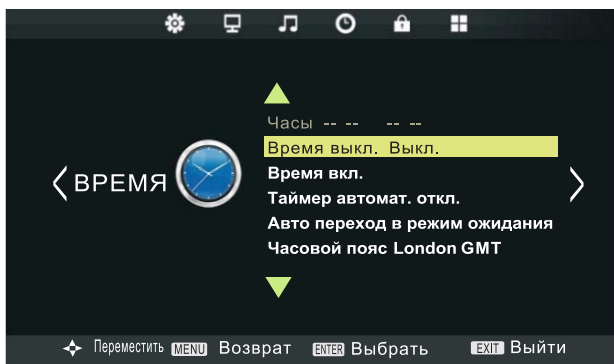 Часы -- -- -- --
Время выкл. Выкл.
ВРЕМЯ
Время вкл.
Таймер автомат. откл.
Авто переход в режим ожидания
Часовой пояс London GMT
Переместить MENU Возврат ENTER Выбрать EXIT Выйти